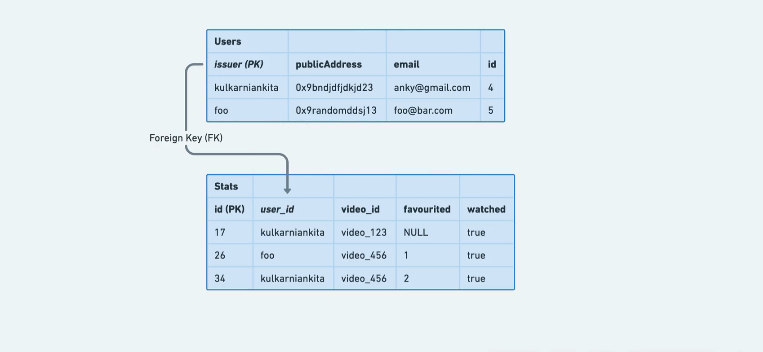 Users
issuer (PK) publicAddress email id
kulkarniankita 0x9bndjdfjdkjd23 anky@gmail.com 4
foo 0x9randomddsj13 foo@bar.com 5
Foreign Key (FK)
Stats
id (PK) user_id video_id favourited watched
17 kulkarniankita video_123 NULL true
26 foo video_456 1 true
34 kulkarniankita video_456 2 true